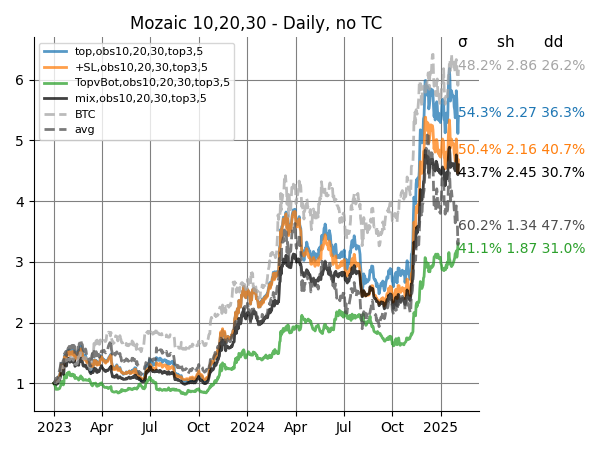 Mozaic 10,20,30 - Daily, no TC
σ sh dd
top,obs10,20,30,top3,5
+SL,obs10,20,30,top3,5
TopvBot,obs10,20,30,top3,5
mix,obs10,20,30,top3,5
BTC
avg
48.2% 2.86 26.2%
54.3% 2.27 36.3%
50.4% 2.16 40.7%
43.7% 2.45 30.7%
60.2% 1.34 47.7%
41.1% 1.87 31.0%
6
5
4
3
2
1
2023 Apr Jul Oct 2024 Apr Jul Oct 2025